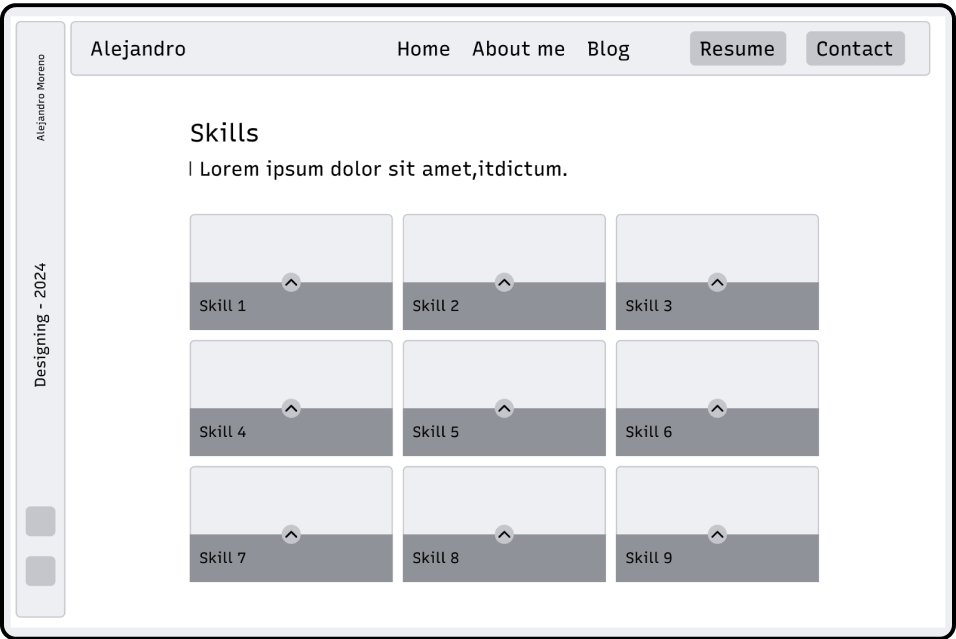 Alejandro Moreno
Designing - 2024
Alejandro Home About me Blog Resume Contact
Skills
| Lorem ipsum dolor sit amet,itdictum.
Skill 1 Skill 2 Skill 3
Skill 4 Skill 5 Skill 6
Skill 7 Skill 8 Skill 9